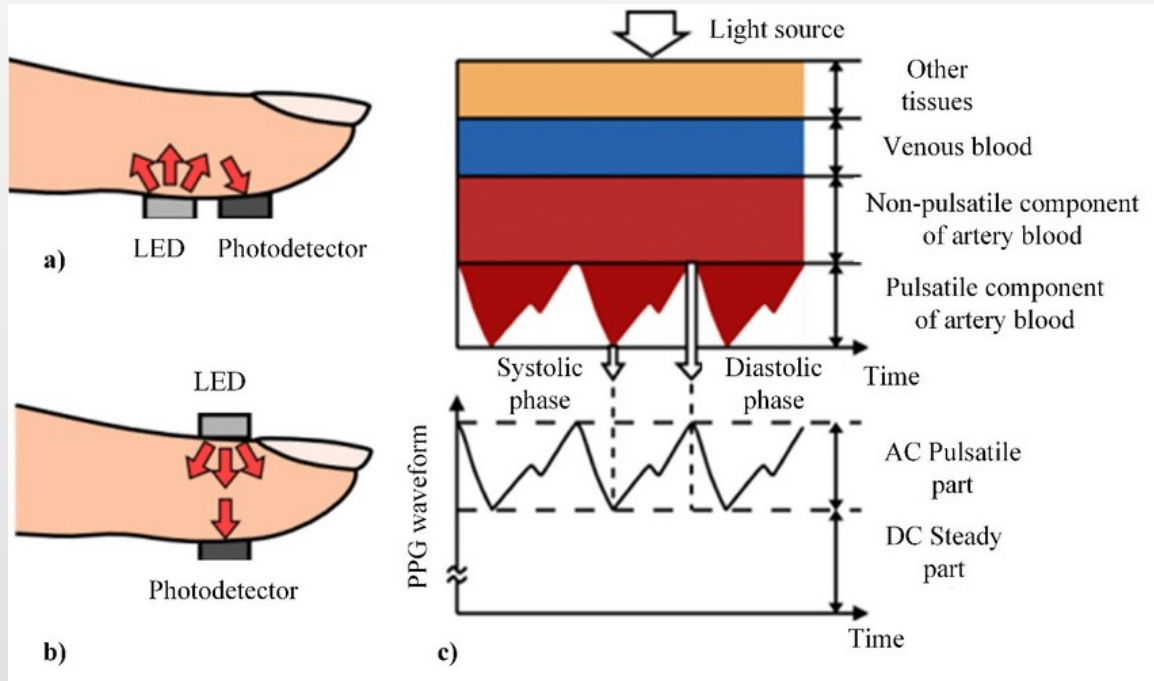 LED
Photodetector
a)
LED
Photodetector
b)
Light source
Other
tissues
Venous blood
Non-pulsatile component
of artery blood
Pulsatile component
of artery blood
Time
Systolic
phase
Diastolic
phase
PPG waveform
AC Pulsatile
part
DC Steady
part
Time
c)